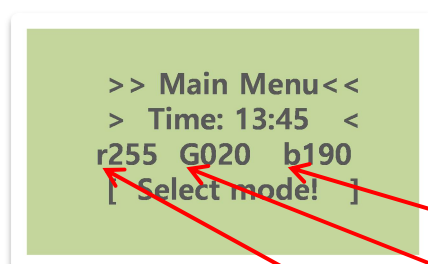 >> Main Menu<<
> Time: 13:45 <
r255 G020 b190
[ Select mode! ]